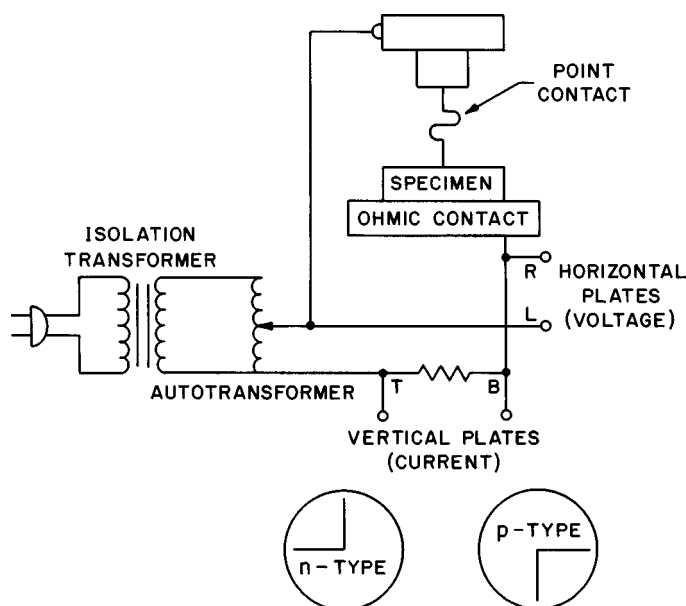 POINT
CONTACT
SPECIMEN
OHMIC CONTACT
ISOLATION
TRANSFORMER
R
HORIZONTAL
PLATES
(VOLTAGE)
L
AUTOTRANSFORMER
T
B
VERTICAL PLATES
(CURRENT)
n-TYPE
p-TYPE